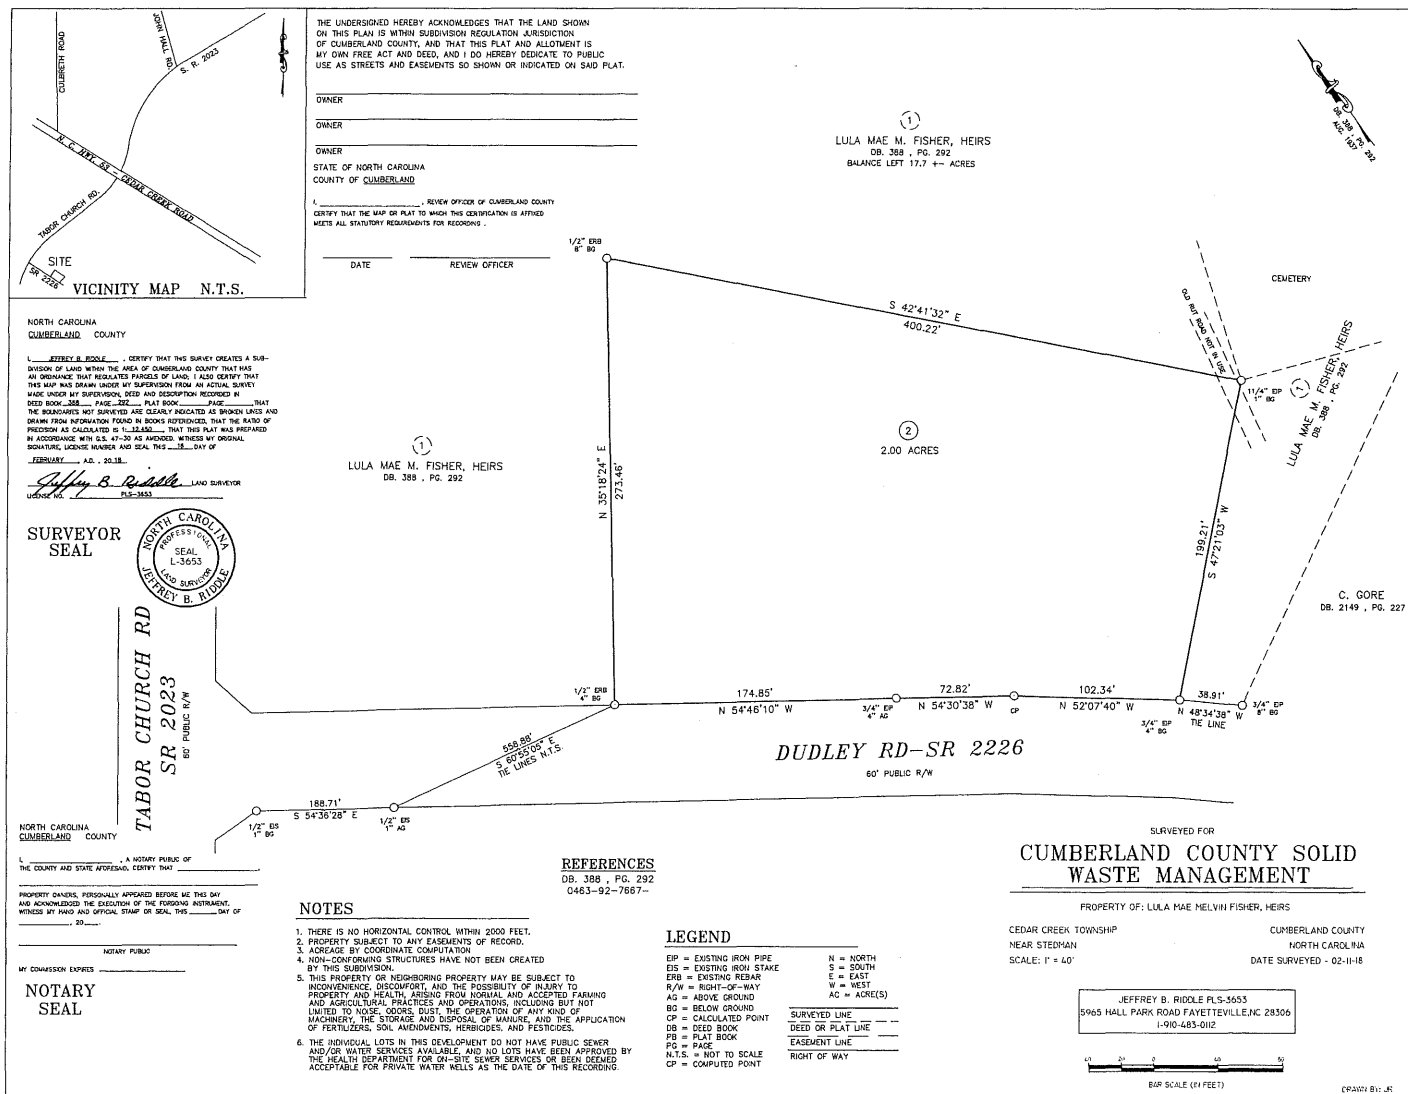 CULBRETH ROAD
JOHN HALL RD.
S. R. 2023
N. C. HWY. 53 - CEDAR CREEK ROAD
TABOR CHURCH RD.
SITE
SR 2226
VICINITY MAP N.T.S.
THE UNDERSIGNED HEREBY ACKNOWLEDGES THAT THE LAND SHOWN
ON THIS PLAN IS WITHIN SUBDIVISION REGULATION JURISDICTION
OF CUMBERLAND COUNTY, AND THAT THIS PLAT AND ALLOTMENT IS
MY OWN FREE ACT AND DEED, AND I DO HEREBY DEDICATE TO PUBLIC
USE AS STREETS AND EASEMENTS SO SHOWN OR INDICATED ON SAID PLAT.
OWNER
OWNER
OWNER
STATE OF NORTH CAROLINA
COUNTY OF CUMBERLAND
I, ____________, REVIEW OFFICER OF CUMBERLAND COUNTY
CERTIFY THAT THE MAP OR PLAT TO WHICH THIS CERTIFICATION IS AFFIXED
MEETS ALL STATUTORY REQUIREMENTS FOR RECORDING .
DATE REVIEW OFFICER
1
LULA MAE M. FISHER, HEIRS
DB. 388 , PG. 292
BALANCE LEFT 17.7 +- ACRES
DB. 388 , PG. 292
AUG. 1937
NORTH CAROLINA
CUMBERLAND COUNTY
I, JEFFREY B. RIDDLE , CERTIFY THAT THIS SURVEY CREATES A SUB-
DIVISION OF LAND WITHIN THE AREA OF CUMBERLAND COUNTY THAT HAS
AN ORDINANCE THAT REGULATES PARCELS OF LAND; I ALSO CERTIFY THAT
THIS MAP WAS DRAWN UNDER MY SUPERVISION FROM AN ACTUAL SURVEY
MADE UNDER MY SUPERVISION, DEED AND DESCRIPTION RECORDED IN
DEED BOOK 388 PAGE 292 , PLAT BOOK ______PAGE ______,THAT
THE BOUNDARIES NOT SURVEYED ARE CLEARLY INDICATED AS BROKEN LINES AND
DRAWN FROM INFORMATION FOUND IN BOOKS REFERENCED, THAT THE RATIO OF
PRECISION AS CALCULATED IS 1: 12,450 , THAT THIS PLAT WAS PREPARED
IN ACCORDANCE WITH G.S. 47-30 AS AMENDED. WITNESS MY ORIGINAL
SIGNATURE, LICENSE NUMBER AND SEAL THIS 16 DAY OF
FEBRUARY , A.D. , 20 18
Jeffrey B. Riddle LAND SURVEYOR
LICENSE NO. PLS-3653
SURVEYOR
SEAL
NORTH CAROLINA
PROFESSIONAL
SEAL
L-3653
LAND SURVEYOR
JEFFREY B. RIDDLE
1/2" ERB
8" BG
S 42°41'32" E
400.22'
OLD RUT ROAD NOT IN USE
CEMETERY
11/4" EIP
1" BG
1
LULA MAE M. FISHER, HEIRS
DB. 388 , PG. 292
1
LULA MAE M. FISHER, HEIRS
DB. 388 , PG. 292
N 35°18'24" E
273.46'
2
2.00 ACRES
199.21'
S 47°21'03" W
C. GORE
DB. 2149 , PG. 227
TABOR CHURCH RD
SR 2023
60' PUBLIC R/W
1/2" ERB
4" BG
174.85'
N 54°46'10" W
3/4" EIP
4" AG
72.82'
N 54°30'38" W
CP
102.34'
N 52°07'40" W
3/4" EIP
4" BG
38.91'
N 48°34'38" W
TIE LINE
3/4" EIP
8" BG
558.88'
S 60°55'05" E
TIE LINES N.T.S.
DUDLEY RD-SR 2226
60' PUBLIC R/W
188.71'
S 54°36'28" E
1/2" EIS
1" BG
1/2" EIS
1" AG
NORTH CAROLINA
CUMBERLAND COUNTY
I, ____________ , A NOTARY PUBLIC OF
THE COUNTY AND STATE AFORESAID, CERTIFY THAT ____________,
PROPERTY OWNERS, PERSONALLY APPEARED BEFORE ME THIS DAY
AND ACKNOWLEDGED THE EXECUTION OF THE FORGOING INSTRUMENT.
WITNESS MY HAND AND OFFICIAL STAMP OR SEAL, THIS ______DAY OF
________, 20___.
NOTARY PUBLIC
MY COMMISSION EXPIRES ____________
NOTARY
SEAL
REFERENCES
DB. 388 , PG. 292
0463-92-7667-
NOTES
1. THERE IS NO HORIZONTAL CONTROL WITHIN 2000 FEET.
2. PROPERTY SUBJECT TO ANY EASEMENTS OF RECORD.
3. ACREAGE BY COORDINATE COMPUTATION
4. NON-CONFORMING STRUCTURES HAVE NOT BEEN CREATED
BY THIS SUBDIVISION.
5. THIS PROPERTY OR NEIGHBORING PROPERTY MAY BE SUBJECT TO
INCONVENIENCE, DISCOMFORT, AND THE POSSIBILITY OF INJURY TO
PROPERTY AND HEALTH, ARISING FROM NORMAL AND ACCEPTED FARMING
AND AGRICULTURAL PRACTICES AND OPERATIONS, INCLUDING BUT NOT
LIMITED TO NOISE, ODORS, DUST, THE OPERATION OF ANY KIND OF
MACHINERY, THE STORAGE AND DISPOSAL OF MANURE, AND THE APPLICATION
OF FERTILIZERS, SOIL AMENDMENTS, HERBICIDES, AND PESTICIDES.
6. THE INDIVIDUAL LOTS IN THIS DEVELOPMENT DO NOT HAVE PUBLIC SEWER
AND/OR WATER SERVICES AVAILABLE, AND NO LOTS HAVE BEEN APPROVED BY
THE HEALTH DEPARTMENT FOR ON-SITE SEWER SERVICES OR BEEN DEEMED
ACCEPTABLE FOR PRIVATE WATER WELLS AS THE DATE OF THIS RECORDING.
LEGEND
EIP = EXISTING IRON PIPE
EIS = EXISTING IRON STAKE
ERB = EXISTING REBAR
R/W = RIGHT-OF-WAY
AG = ABOVE GROUND
BG = BELOW GROUND
CP = CALCULATED POINT
DB = DEED BOOK
PB = PLAT BOOK
PG = PAGE
N.T.S. = NOT TO SCALE
CP = COMPUTED POINT
N = NORTH
S = SOUTH
E = EAST
W = WEST
AC = ACRE(S)
SURVEYED LINE
DEED OR PLAT LINE
EASEMENT LINE
RIGHT OF WAY
SURVEYED FOR
CUMBERLAND COUNTY SOLID
WASTE MANAGEMENT
PROPERTY OF: LULA MAE MELVIN FISHER, HEIRS
CEDAR CREEK TOWNSHIP CUMBERLAND COUNTY
NEAR STEDMAN NORTH CAROLINA
SCALE: 1" = 40' DATE SURVEYED - 02-11-18
JEFFREY B. RIDDLE PLS-3653
5965 HALL PARK ROAD FAYETTEVILLE,NC 28306
1-910-483-0112
BAR SCALE (IN FEET)
DRAWN BY: JR